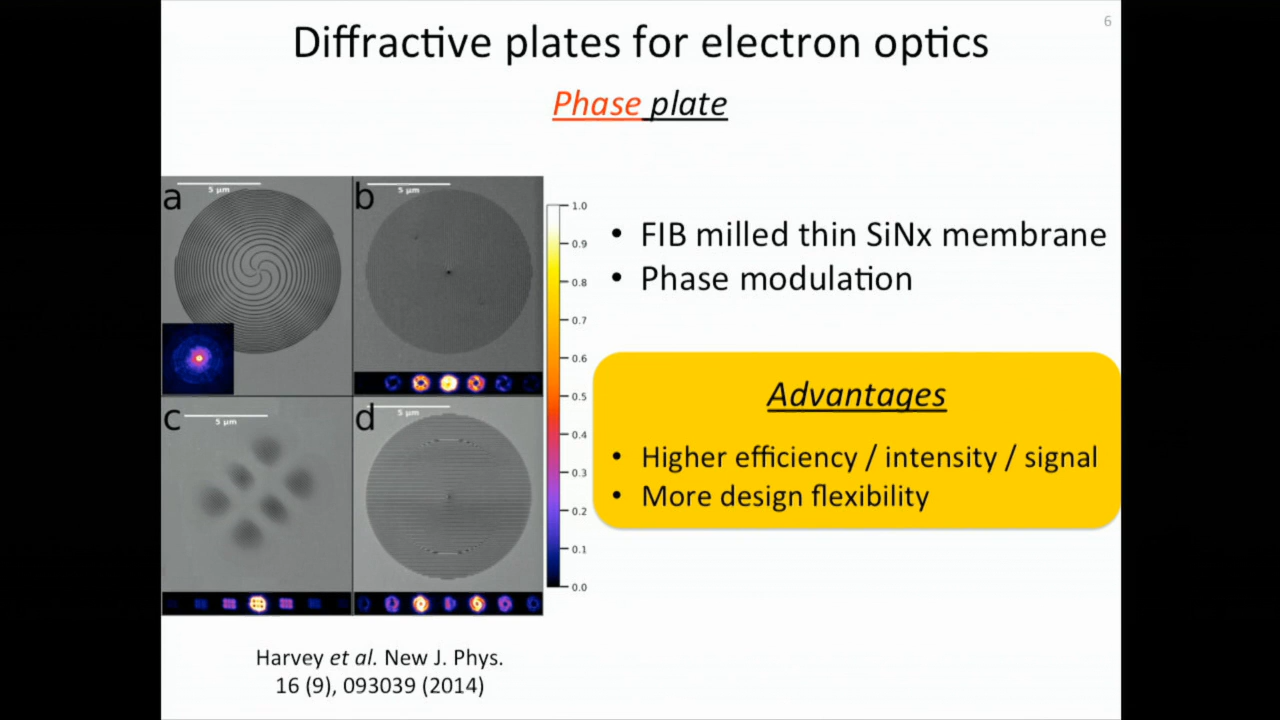 6
Diffractive plates for electron optics
Phase plate
a
5 μm
b
5 μm
c
5 μm
d
5 μm
1.0
0.9
0.8
0.7
0.6
0.5
0.4
0.3
0.2
0.1
0.0
• FIB milled thin SiNx membrane
• Phase modulation
Advantages
• Higher efficiency / intensity / signal
• More design flexibility
Harvey et al. New J. Phys.
16 (9), 093039 (2014)